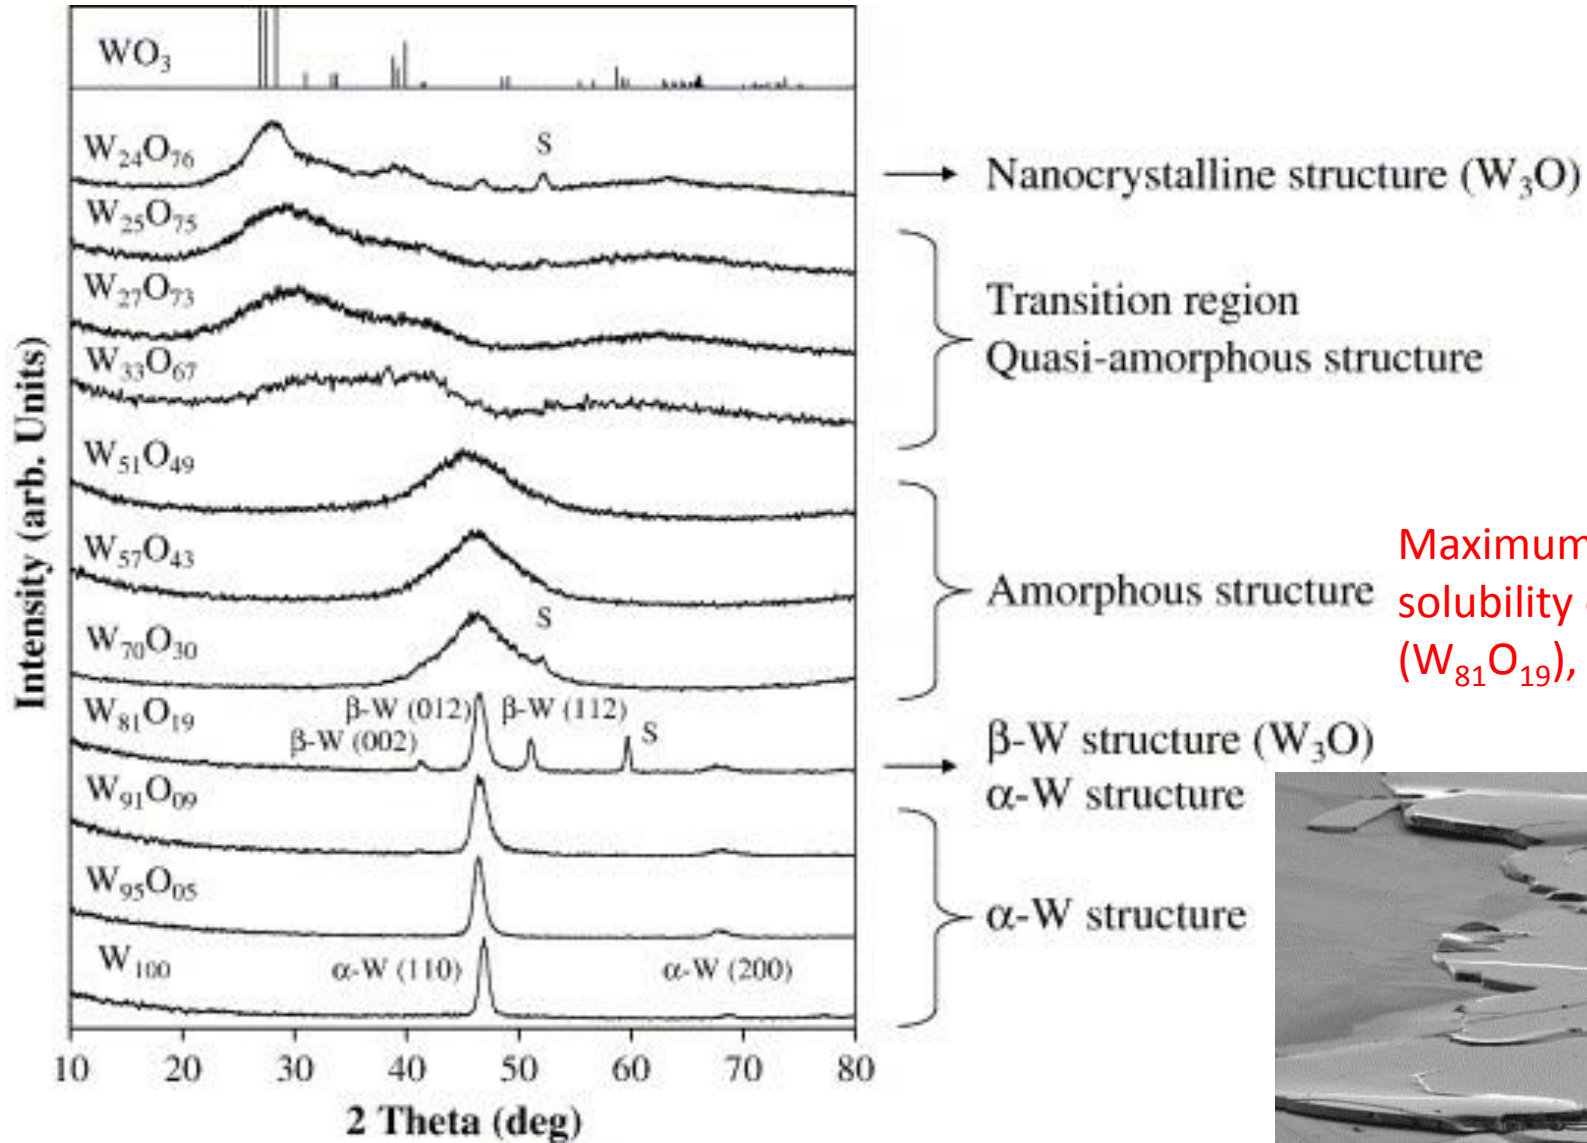 WO₃
W₂₄O₇₆
S
W₂₅O₇₅
W₂₇O₇₃
W₃₃O₆₇
W₅₁O₄₉
W₅₇O₄₃
W₇₀O₃₀
S
W₈₁O₁₉
β-W (002)
β-W (012)
β-W (112)
S
W₉₁O₀₉
W₉₅O₀₅
W₁₀₀
α-W (110)
α-W (200)
Intensity (arb. Units)
10 20 30 40 50 60 70 80
2 Theta (deg)
Nanocrystalline structure (W₃O)
Transition region
Quasi-amorphous structure
Amorphous structure
β-W structure (W₃O)
α-W structure
α-W structure
Maximum
solubility
(W₈₁O₁₉),